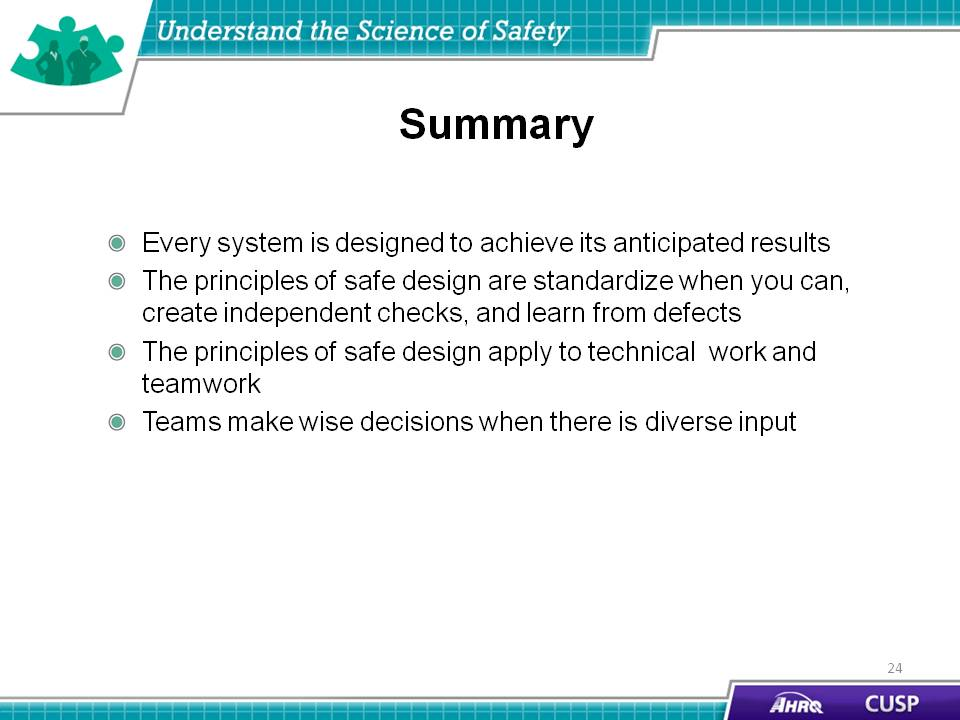 Understand the Science of Safety
Summary
Every system is designed to achieve its anticipated results
The principles of safe design are standardize when you can,
create independent checks, and learn from defects
The principles of safe design apply to technical  work and
teamwork
Teams make wise decisions when there is diverse input
24
AHRQ
CUSP